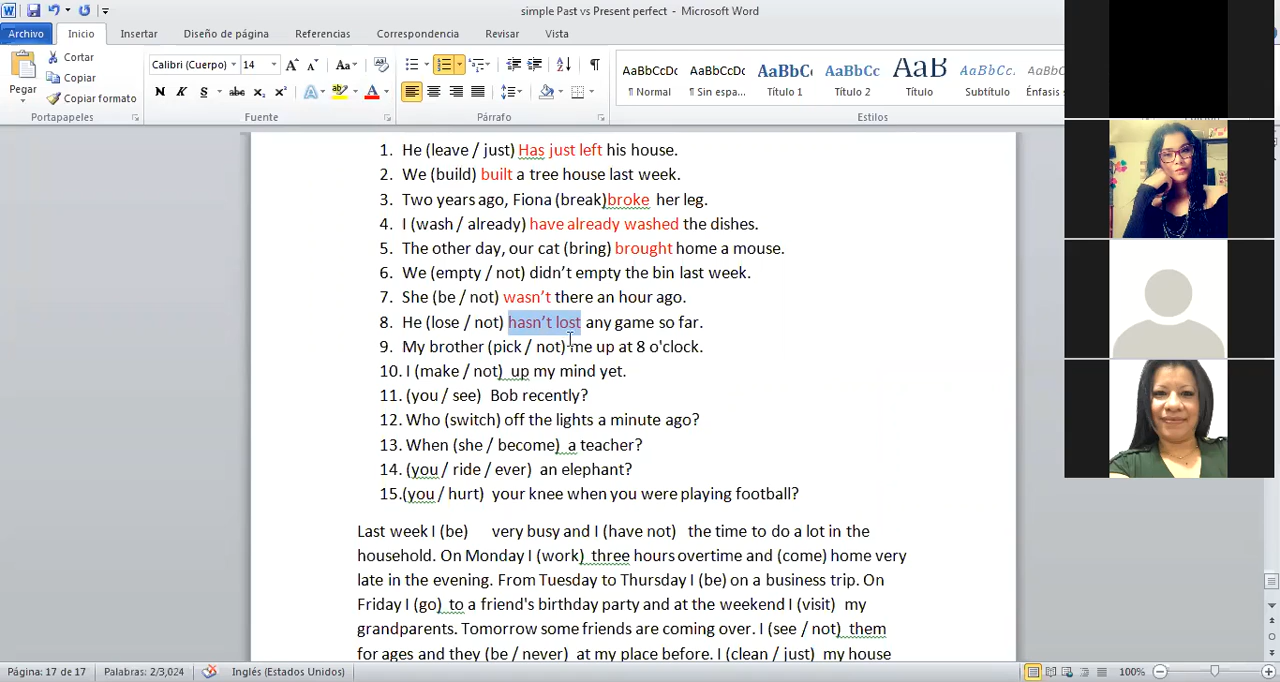 simple Past vs Present perfect - Microsoft Word
Archivo Inicio Insertar Diseño de página Referencias Correspondencia Revisar Vista
Cortar
Copiar
Copiar formato
Pegar
Calibri (Cuerpo) 14
AaBbCcDc AaBbCcDc AaBbC AaBbCc AaB AaBbCc
¶ Normal ¶ Sin espa... Título 1 Título 2 Título Subtítulo Énfasis
Portapapeles Fuente Párrafo Estilos
1. He (leave / just) Has just left his house.
2. We (build) built a tree house last week.
3. Two years ago, Fiona (break)broke her leg.
4. I (wash / already) have already washed the dishes.
5. The other day, our cat (bring) brought home a mouse.
6. We (empty / not) didn't empty the bin last week.
7. She (be / not) wasn't there an hour ago.
8. He (lose / not) hasn't lost any game so far.
9. My brother (pick / not) me up at 8 o'clock.
10. I (make / not) up my mind yet.
11. (you / see) Bob recently?
12. Who (switch) off the lights a minute ago?
13. When (she / become) a teacher?
14. (you / ride / ever) an elephant?
15.(you / hurt) your knee when you were playing football?
Last week I (be) very busy and I (have not) the time to do a lot in the
household. On Monday I (work) three hours overtime and (come) home very
late in the evening. From Tuesday to Thursday I (be) on a business trip. On
Friday I (go) to a friend's birthday party and at the weekend I (visit) my
grandparents. Tomorrow some friends are coming over. I (see / not) them
for ages and they (be / never) at my place before. I (clean / just) my house
Página: 17 de 17 Palabras: 2/3,024 Inglés (Estados Unidos) 100%